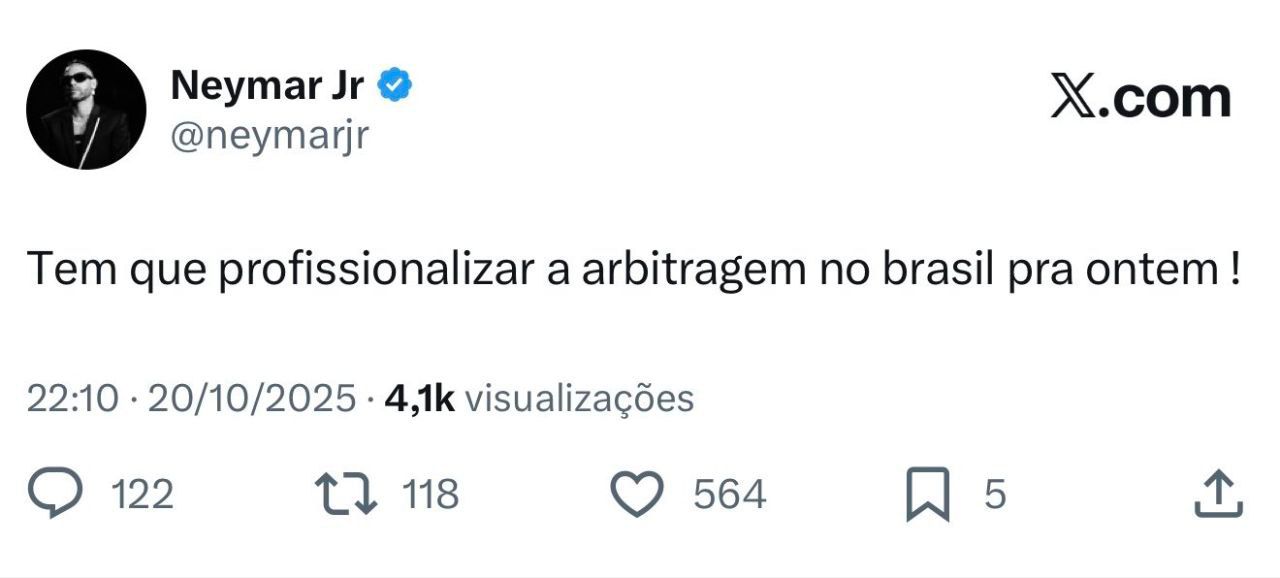 Neymar Jr
@neymarjr
X.com
Tem que profissionalizar a arbitragem no brasil pra ontem !
22:10 · 20/10/2025 · 4,1k visualizações
122 118 564 5